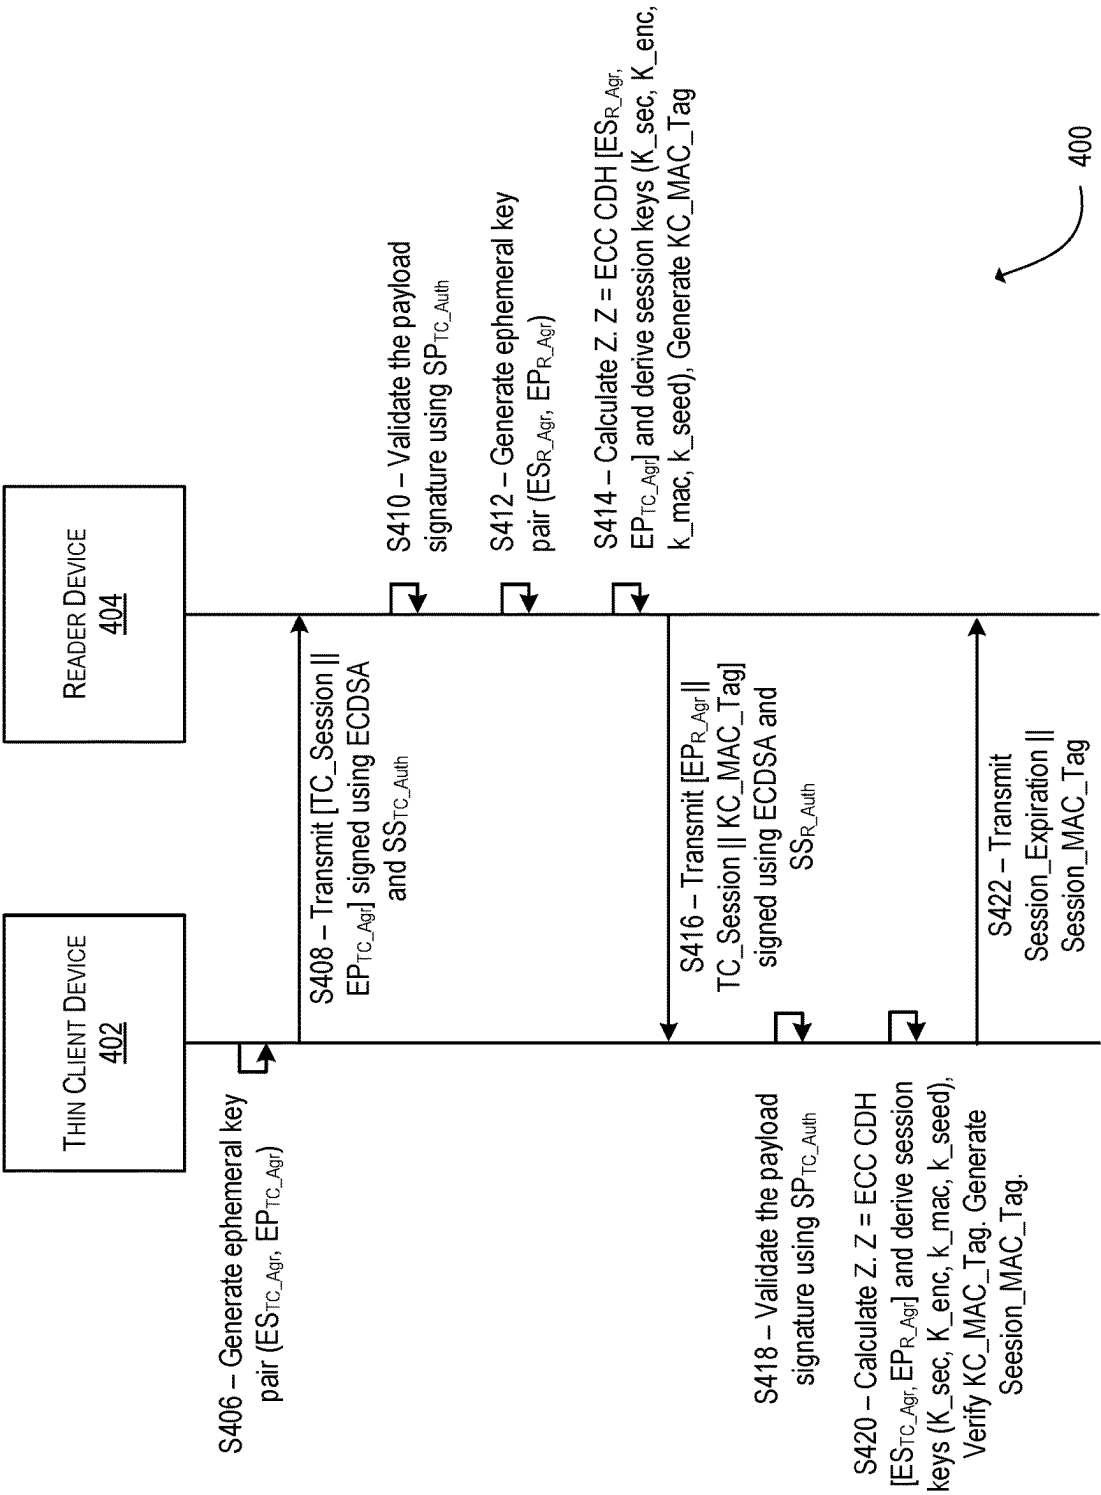 THIN CLIENT DEVICE
402
READER DEVICE
404
S406 – Generate ephemeral key
pair (ESTC_Agr, EPTC_Agr)
S408 – Transmit [TC_Session ||
EPTC_Agr] signed using ECDSA
and SSTC_Auth
S410 – Validate the payload
signature using SPTC_Auth
S412 – Generate ephemeral key
pair (ESR_Agr, EPR_Agr)
S414 – Calculate Z. Z = ECC CDH [ESR_Agr,
EPTC_Agr] and derive session keys (K_sec, K_enc,
k_mac, k_seed), Generate KC_MAC_Tag
S416 – Transmit [EPR_Agr ||
TC_Session || KC_MAC_Tag]
signed using ECDSA and
SSR_Auth
S418 – Validate the payload
signature using SPTC_Auth
S420 – Calculate Z. Z = ECC CDH
[ESTC_Agr, EPR_Agr] and derive session
keys (K_sec, K_enc, k_mac, k_seed),
Verify KC_MAC_Tag. Generate
Seesion_MAC_Tag.
S422 – Transmit
Session_Expiration ||
Session_MAC_Tag
400